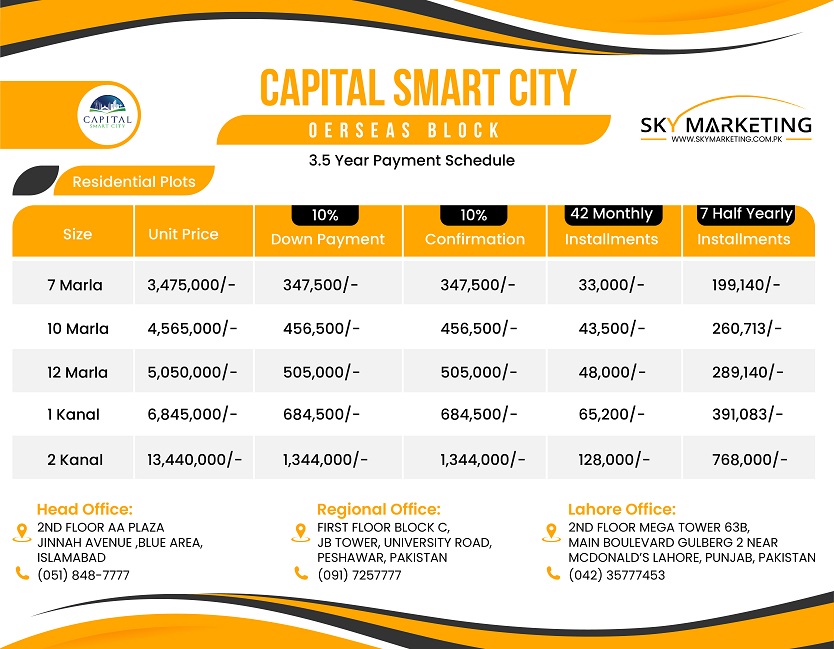 CAPITAL SMART CITY
OERSEAS BLOCK
3.5 Year Payment Schedule
CAPITAL
SMART CITY
SKY MARKETING
WWW.SKYMARKETING.COM.PK
Residential Plots
Size Unit Price 10% Down Payment 10% Confirmation 42 Monthly Installments 7 Half Yearly Installments
7 Marla 3,475,000/- 347,500/- 347,500/- 33,000/- 199,140/-
10 Marla 4,565,000/- 456,500/- 456,500/- 43,500/- 260,713/-
12 Marla 5,050,000/- 505,000/- 505,000/- 48,000/- 289,140/-
1 Kanal 6,845,000/- 684,500/- 684,500/- 65,200/- 391,083/-
2 Kanal 13,440,000/- 1,344,000/- 1,344,000/- 128,000/- 768,000/-
Head Office:
2ND FLOOR AA PLAZA
JINNAH AVENUE ,BLUE AREA,
ISLAMABAD
(051) 848-7777
Regional Office:
FIRST FLOOR BLOCK C,
JB TOWER, UNIVERSITY ROAD,
PESHAWAR, PAKISTAN
(091) 7257777
Lahore Office:
2ND FLOOR MEGA TOWER 63B,
MAIN BOULEVARD GULBERG 2 NEAR
MCDONALD'S LAHORE, PUNJAB, PAKISTAN
(042) 35777453